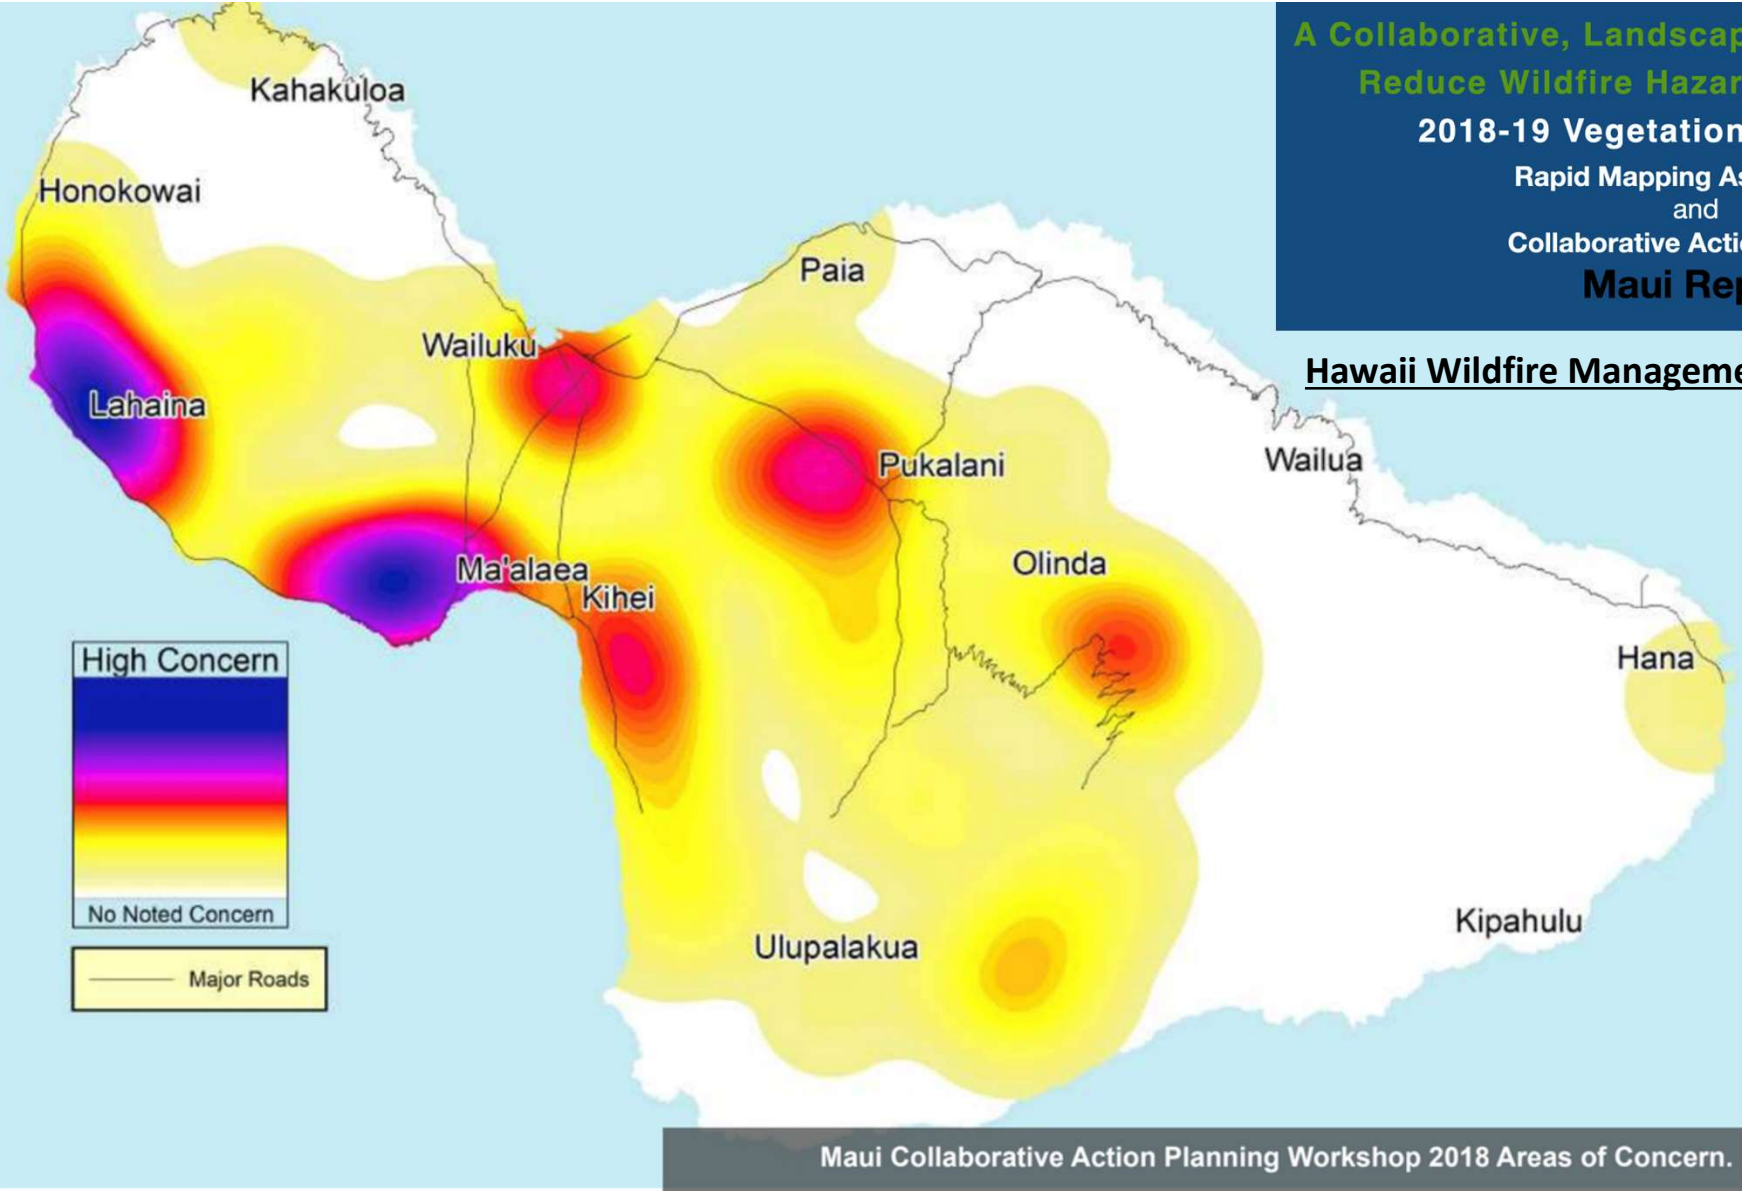 A Collaborative, Landscap
Reduce Wildfire Hazar
2018-19 Vegetation
Rapid Mapping As
and
Collaborative Actio
Maui Rep
Hawaii Wildfire Manageme
Kahakuloa
Honokowai
Paia
Wailuku
Lahaina
Pukalani
Wailua
Olinda
Ma'alaea
Kihei
Hana
High Concern
No Noted Concern
Major Roads
Kipahulu
Ulupalakua
Maui Collaborative Action Planning Workshop 2018 Areas of Concern.